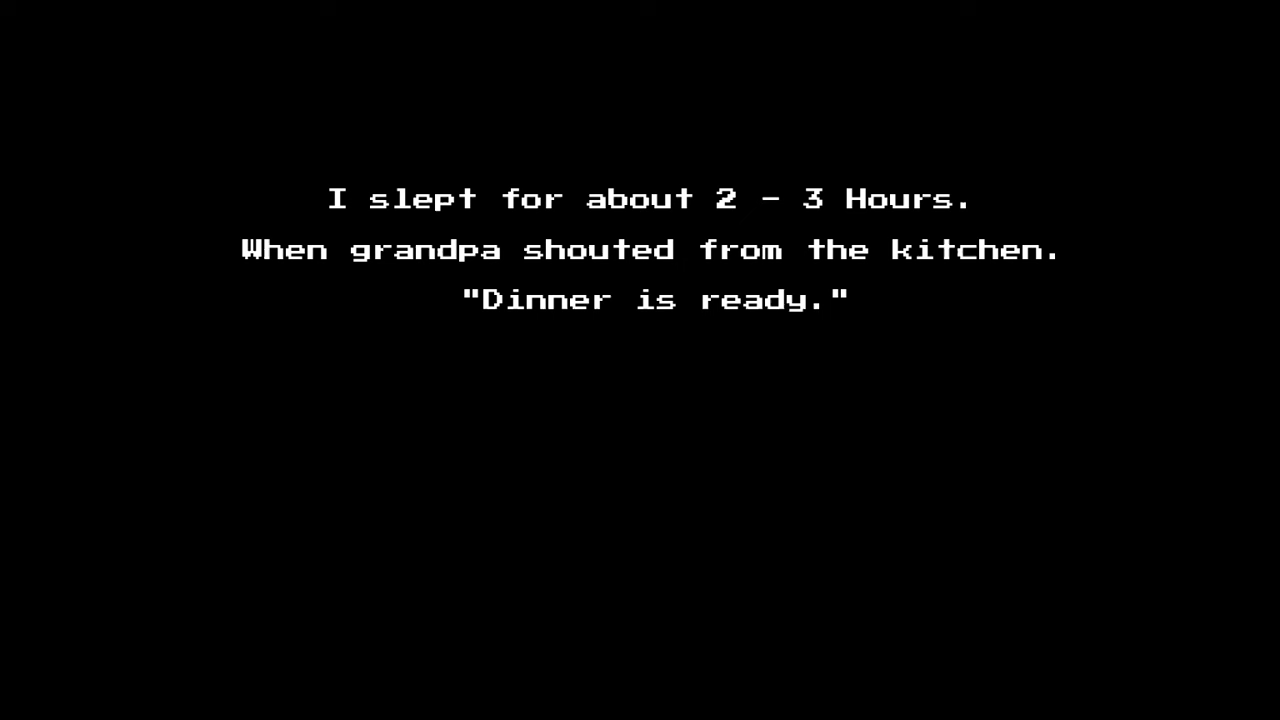 I slept for about 2 - 3 Hours.
When grandpa shouted from the kitchen.
"Dinner is ready."